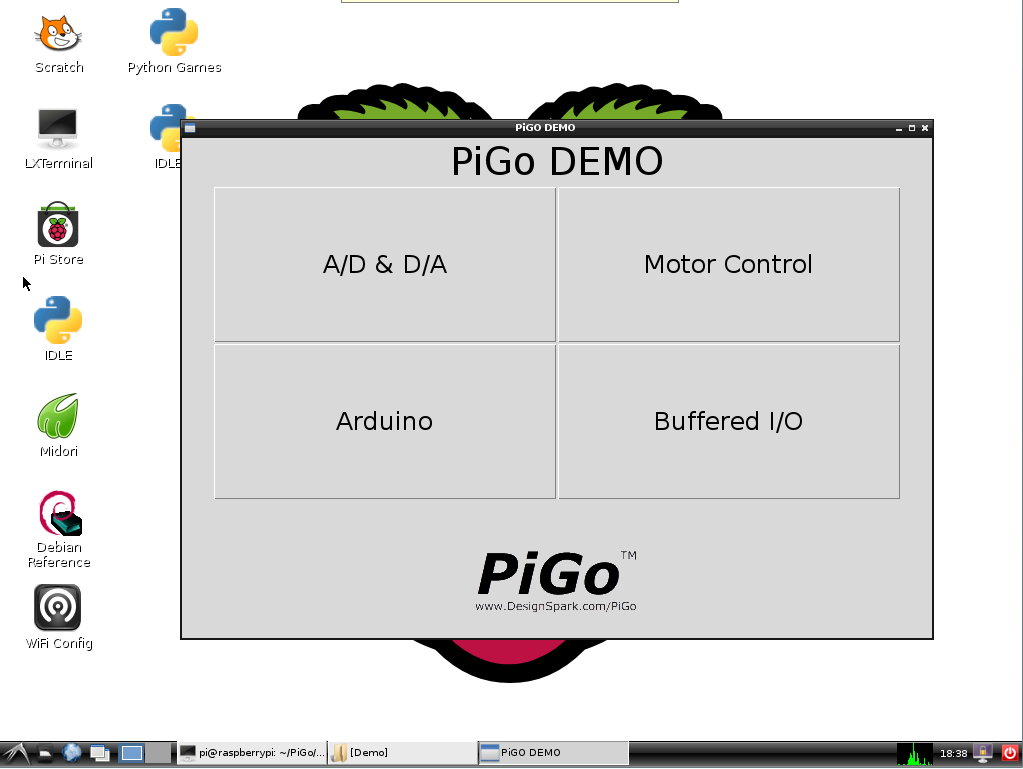 Scratch
Python Games
LXTerminal
IDLE
Pi Store
IDLE
Midori
Debian
Reference
WiFi Config
PiGO DEMO
PiGo DEMO
A/D & D/A
Motor Control
Arduino
Buffered I/O
PiGo™
www.DesignSpark.com/PiGo
pi@raspberrypi: ~/PiGo/...
[Demo]
PiGO DEMO
18:38